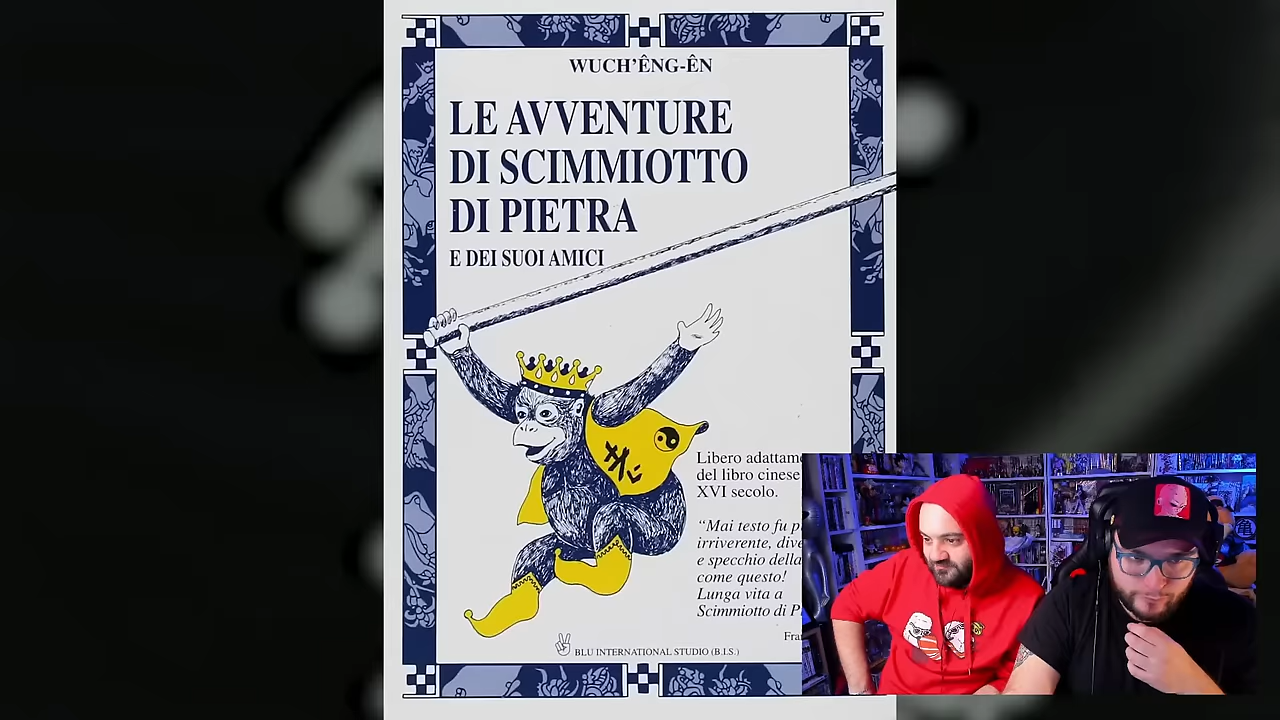 WUCH'ÊNG-ÊN
LE AVVENTURE
DI SCIMMIOTTO
DI PIETRA
E DEI SUOI AMICI
Libero
del libro cinese
XVI secolo.
“Mai testo fu
irriverente,
e specchio della
come questo!
Lunga vita a
Scimmiotto di
BLU INTERNATIONAL STUDIO (B.I.S.)